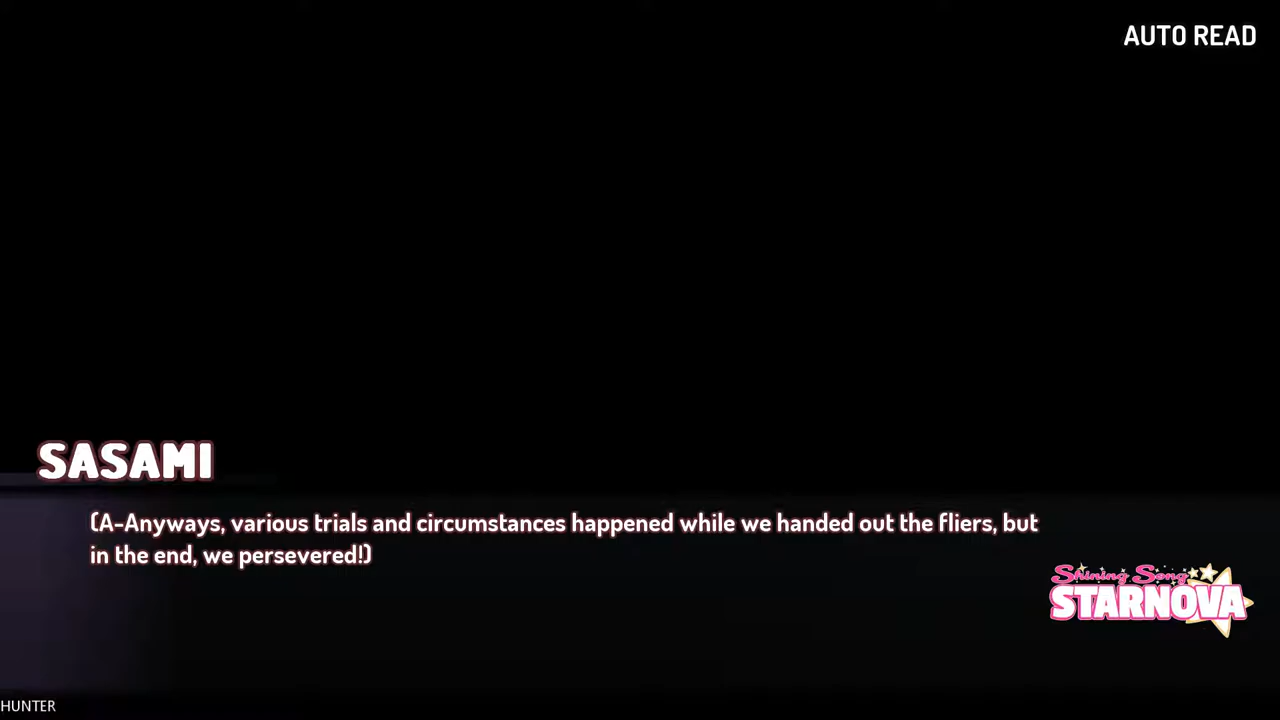 AUTO READ
SASAMI
(A-Anyways, various trials and circumstances happened while we handed out the fliers, but
in the end, we persevered!)
Shining Song
STARNOVA
HUNTER